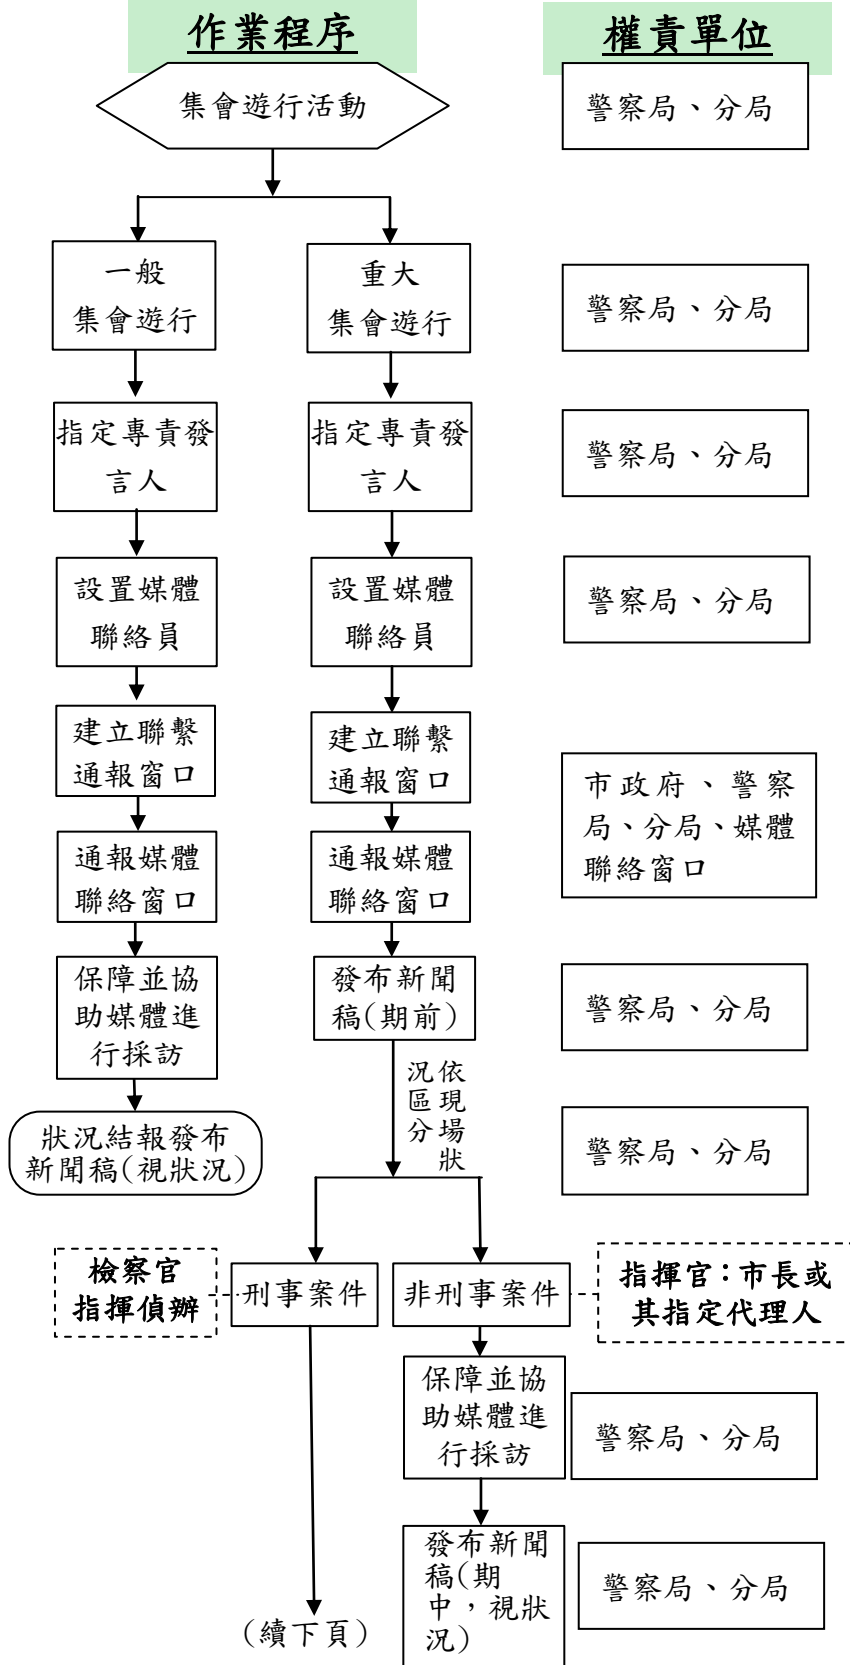 作業程序
權責單位
集會遊行活動
警察局、分局
一般
集會遊行
重大
集會遊行
警察局、分局
指定專責發
言人
指定專責發
言人
警察局、分局
設置媒體
聯絡員
設置媒體
聯絡員
警察局、分局
建立聯繫
通報窗口
建立聯繫
通報窗口
市政府、警察
局、分局、媒體
聯絡窗口
通報媒體
聯絡窗口
通報媒體
聯絡窗口
保障並協
助媒體進
行採訪
發布新聞
稿(期前)
警察局、分局
依現場狀
況區分
狀況結報發布
新聞稿(視狀況)
警察局、分局
檢察官
指揮偵辦
刑事案件
非刑事案件
指揮官：市長或
其指定代理人
保障並協
助媒體進
行採訪
警察局、分局
發布新聞
稿(期
中，視狀
況)
警察局、分局
(續下頁)